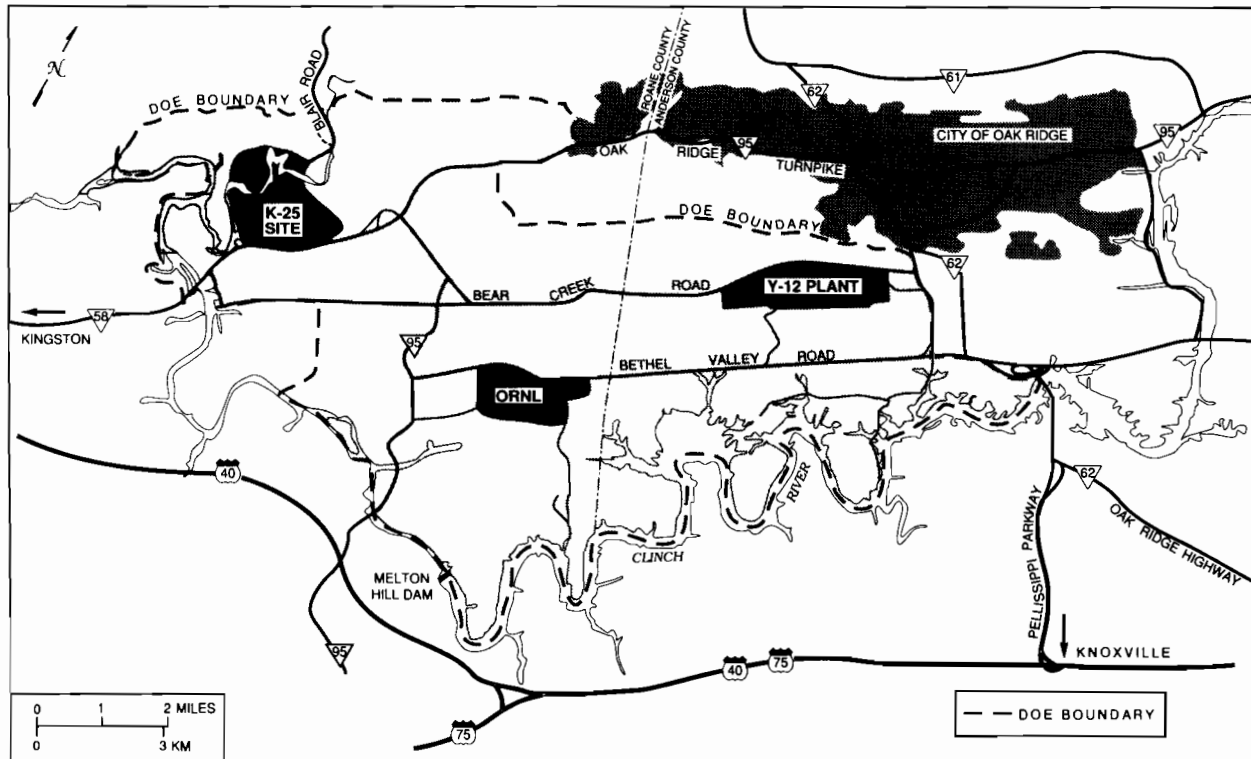 N
BLAIR ROAD
DOE BOUNDARY
ROANE COUNTY
ANDERSON COUNTY
62
61
CITY OF OAK RIDGE
95
OAK RIDGE 95 TURNPIKE
K-25
SITE
DOE BOUNDARY
62
BEAR CREEK ROAD
Y-12 PLANT
58
KINGSTON
95
BETHEL VALLEY ROAD
ORNL
40
RIVER
CLINCH
62
OAK RIDGE HIGHWAY
PELLISSIPPI PARKWAY
MELTON
HILL DAM
95
KNOXVILLE
40
75
75
0 1 2 MILES
0 3 KM
DOE BOUNDARY